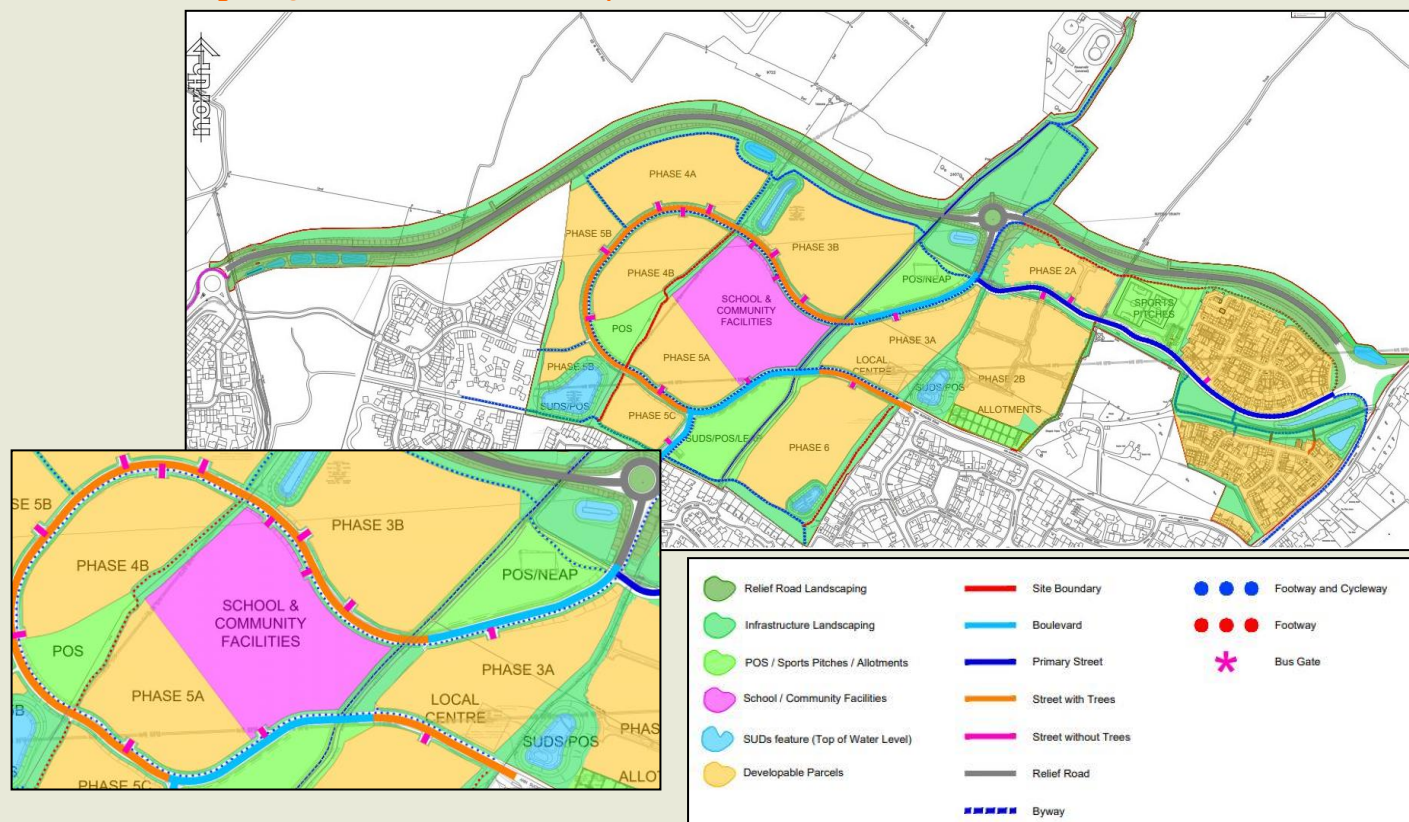 north
PHASE 4A
PHASE 5B
PHASE 3B
PHASE 4B
SCHOOL &
COMMUNITY
FACILITIES
POS
PHASE 5A
PHASE 5B
SUDS/POS
PHASE 5C
POS/NEAP
PHASE 2A
SPORTS
PITCHES
PHASE 3A
LOCAL
CENTRE
SUDS/POS
PHASE 2B
ALLOTMENTS
PHASE 6
SE 5B
PHASE 3B
PHASE 4B
SCHOOL &
COMMUNITY
FACILITIES
POS/NEAP
POS
PHASE 5A
PHASE 3A
LOCAL
CENTRE
SUDS/POS
PHAS
5B
PHASE 5C
ALLO
Relief Road Landscaping
Infrastructure Landscaping
POS / Sports Pitches / Allotments
School / Community Facilities
SUDs feature (Top of Water Level)
Developable Parcels
Site Boundary
Boulevard
Primary Street
Street with Trees
Street without Trees
Relief Road
Byway
Footway and Cycleway
Footway
Bus Gate